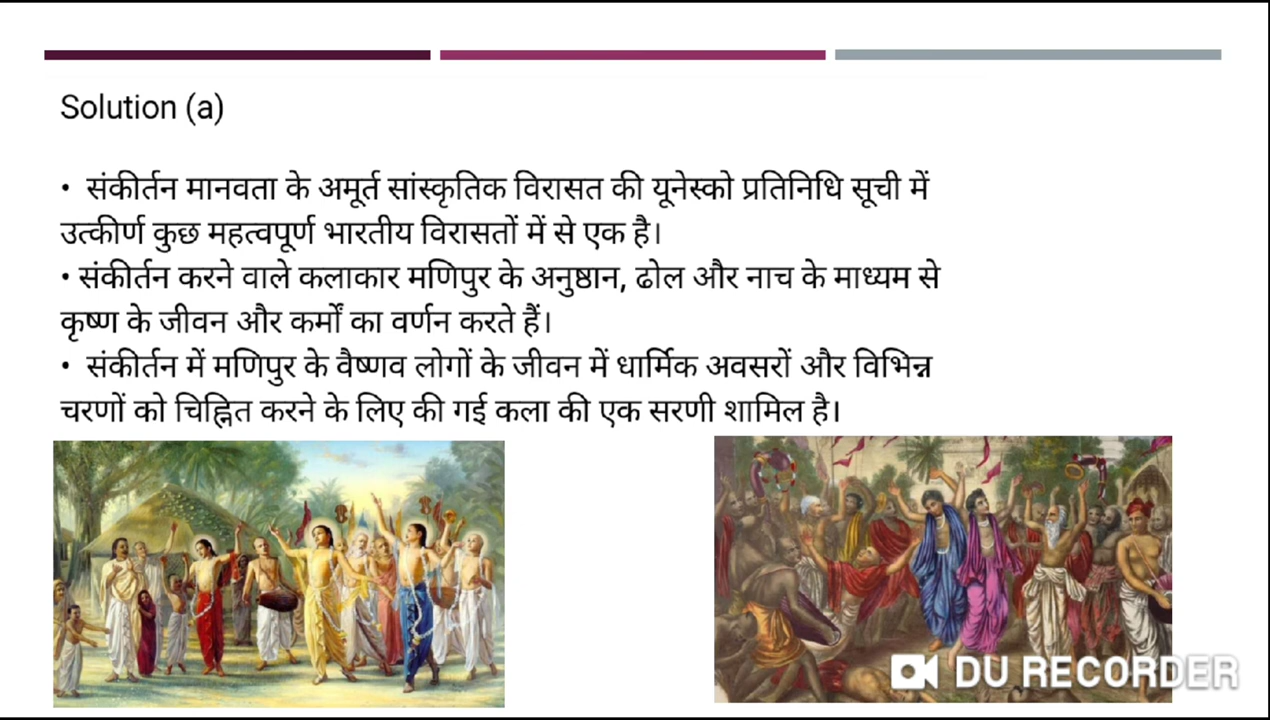 Solution (a)
• संकीर्तन मानवता के अमूर्त सांस्कृतिक विरासत की यूनेस्को प्रतिनिधि सूची में
उत्कीर्ण कुछ महत्वपूर्ण भारतीय विरासतों में से एक है।
• संकीर्तन करने वाले कलाकार मणिपुर के अनुष्ठान, ढोल और नाच के माध्यम से
कृष्ण के जीवन और कर्मों का वर्णन करते हैं।
• संकीर्तन में मणिपुर के वैष्णव लोगों के जीवन में धार्मिक अवसरों और विभिन्न
चरणों को चिह्नित करने के लिए की गई कला की एक सरणी शामिल है।
DU RECORDER